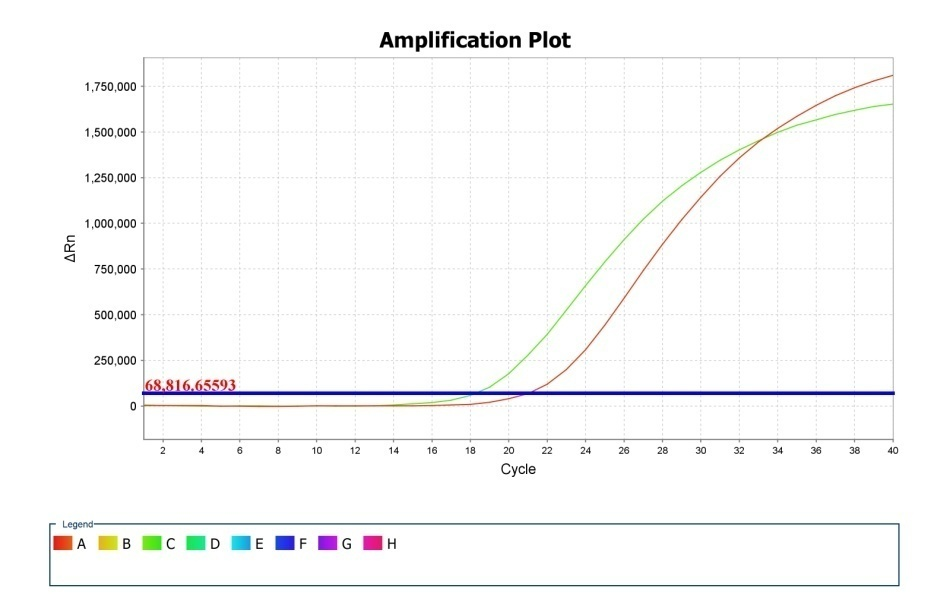 Amplification Plot
1,750,000
1,500,000
1,250,000
1,000,000
ΔRn
750,000
500,000
250,000
68,816.65593
0
2 4 6 8 10 12 14 16 18 20 22 24 26 28 30 32 34 36 38 40
Cycle
Legend
A B C D E F G H